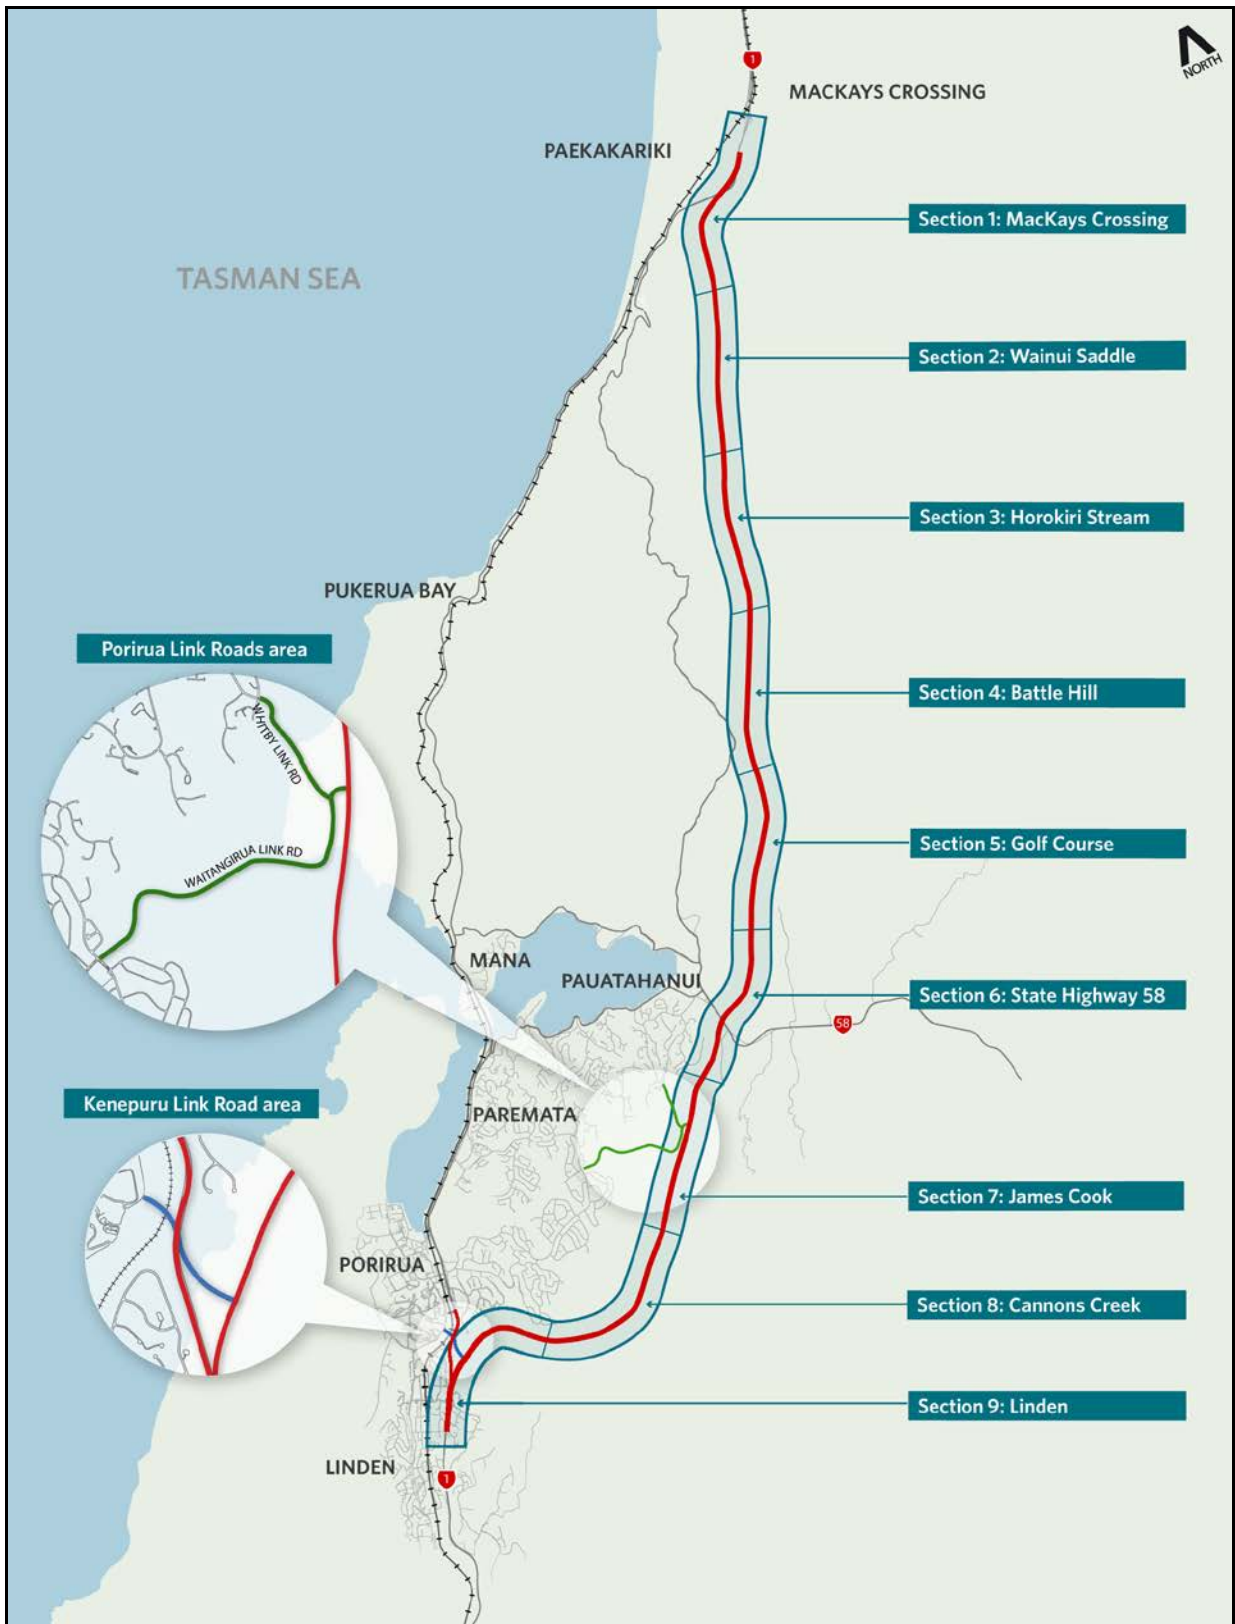 1
NORTH
MACKAYS CROSSING
PAEKAKARIKI
Section 1: MacKays Crossing
TASMAN SEA
Section 2: Wainui Saddle
Section 3: Horokiri Stream
PUKERUA BAY
Porirua Link Roads area
Section 4: Battle Hill
WHITBY LINK RD
WAITANGIRUA LINK RD
Section 5: Golf Course
MANA
PAUATAHANUI
Section 6: State Highway 58
58
Kenepuru Link Road area
PAREMATA
Section 7: James Cook
PORIRUA
Section 8: Cannons Creek
Section 9: Linden
LINDEN
1